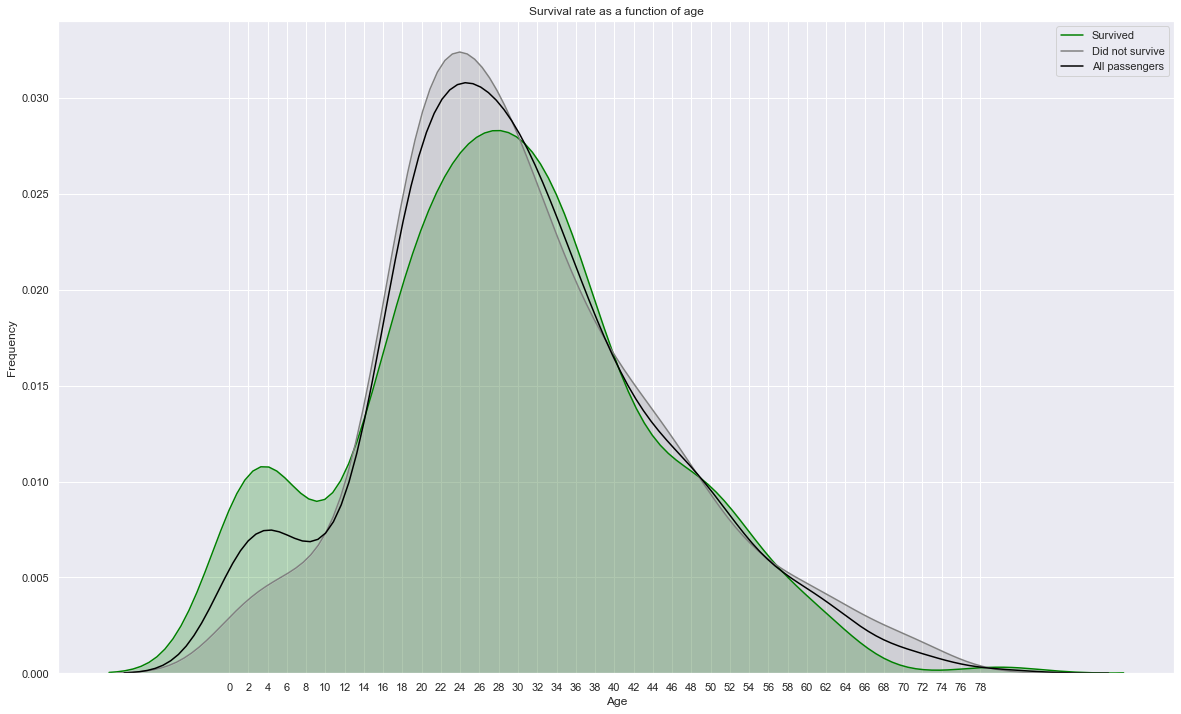 Survival rate as a function of age
Survived
Did not survive
All passengers
0.030
0.025
0.020
0.015
0.010
0.005
0.000
Frequency
0 2 4 6 8 10 12 14 16 18 20 22 24 26 28 30 32 34 36 38 40 42 44 46 48 50 52 54 56 58 60 62 64 66 68 70 72 74 76 78
Age